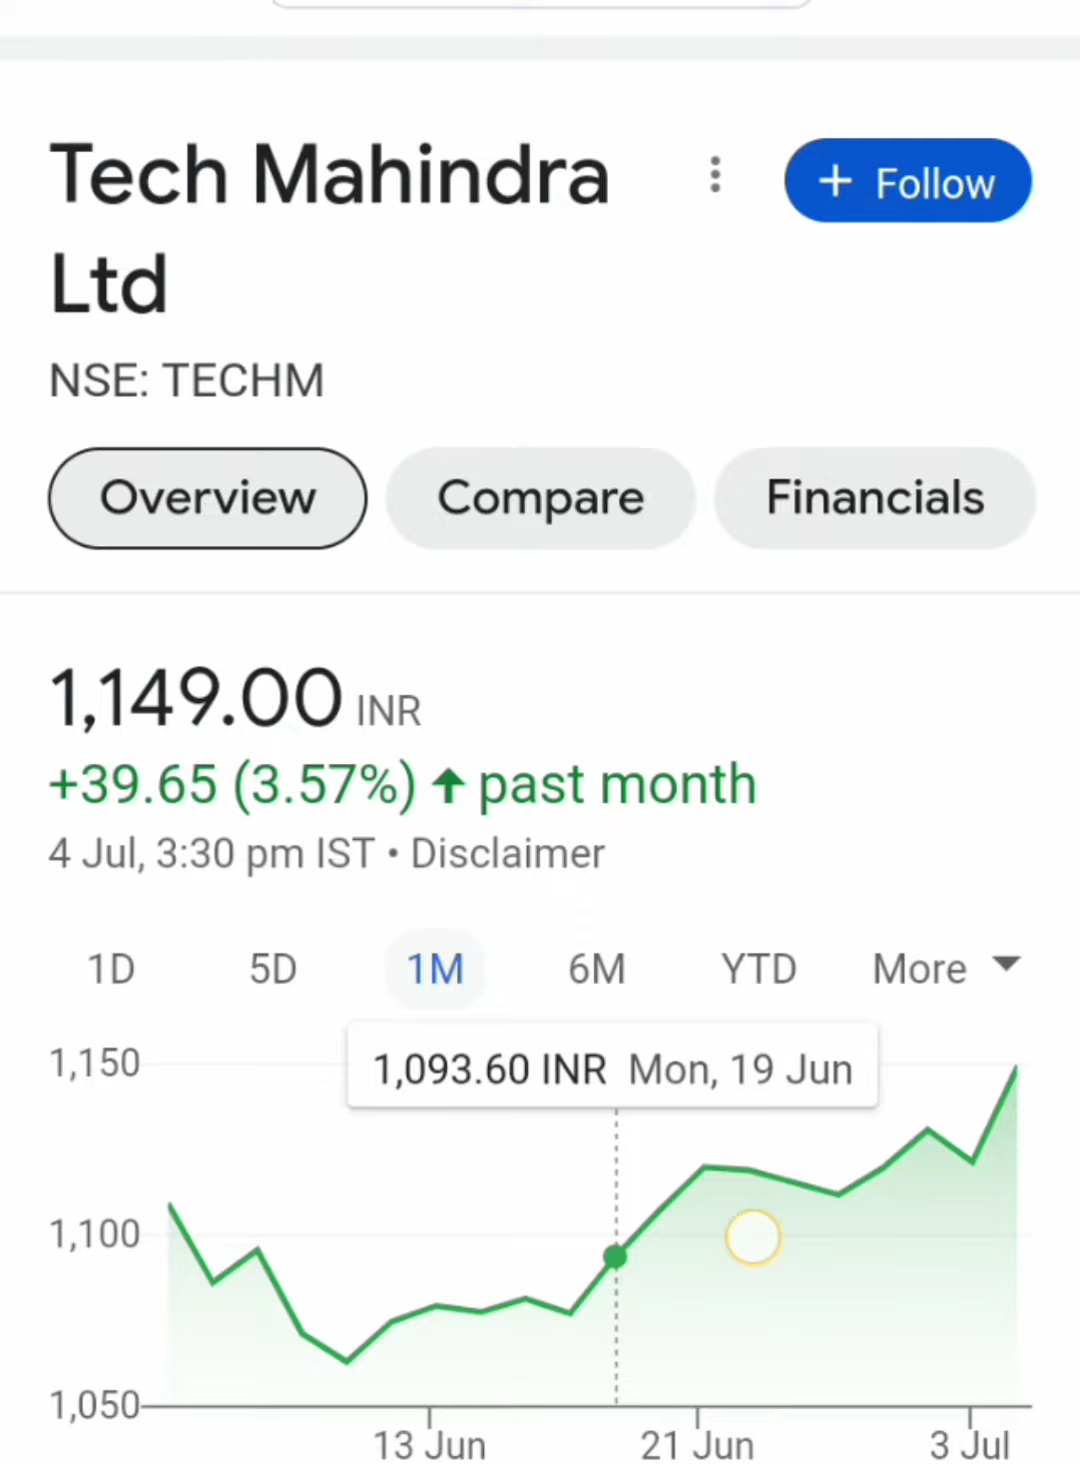 Tech Mahindra
Ltd
+ Follow
NSE: TECHM
Overview Compare Financials
1,149.00 INR
+39.65 (3.57%) ↑ past month
4 Jul, 3:30 pm IST • Disclaimer
1D 5D 1M 6M YTD More
1,093.60 INR Mon, 19 Jun
1,150
1,100
1,050
13 Jun 21 Jun 3 Jul